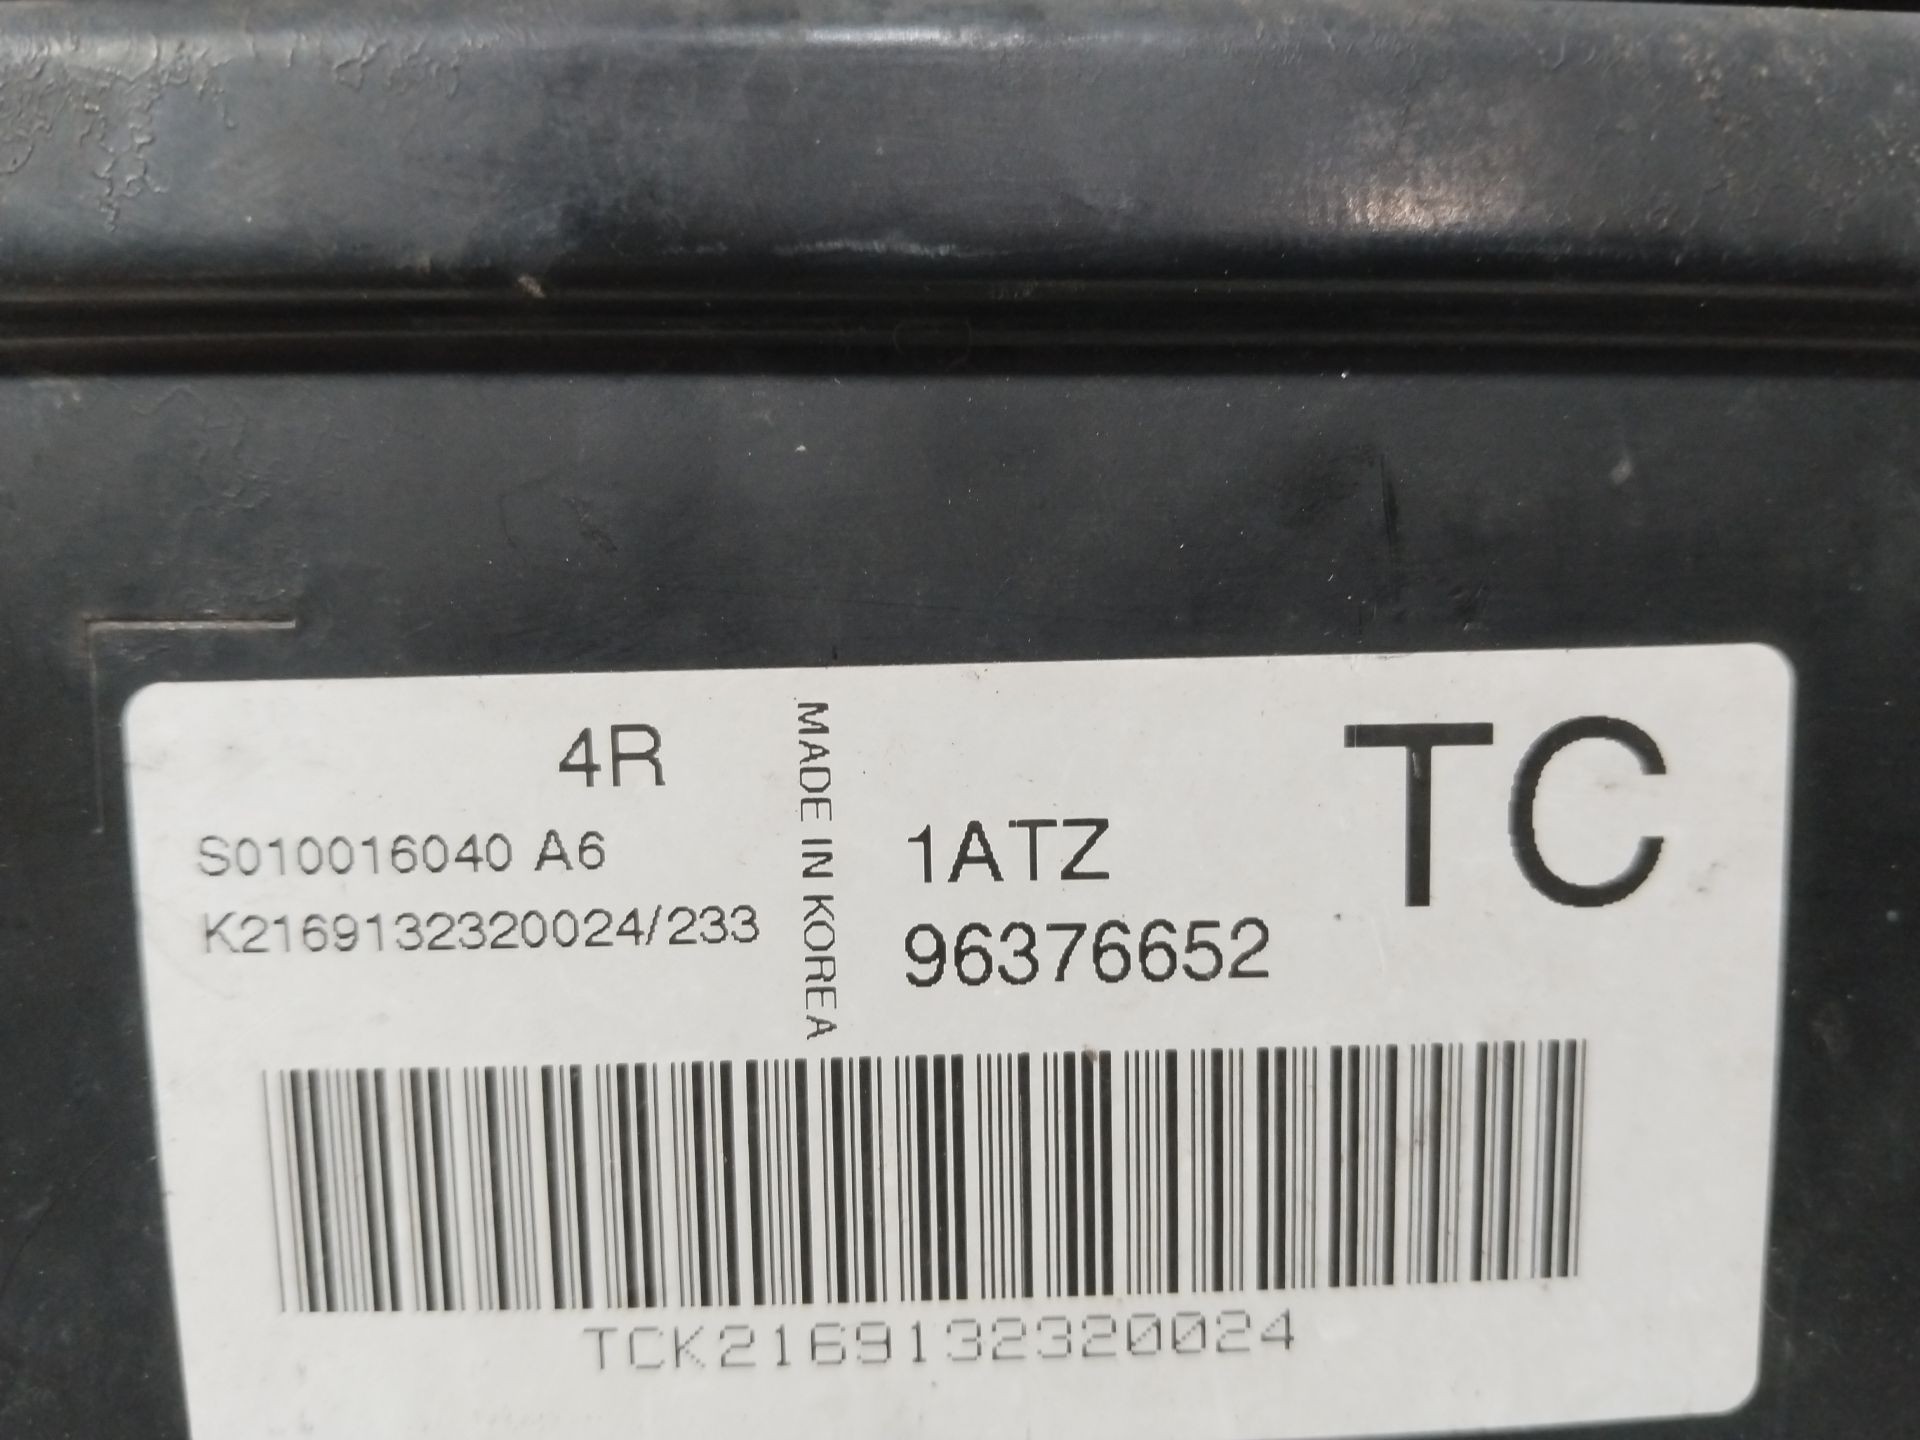 4R
S010016040 A6
K2169132320024/233
MADE IN KOREA
1ATZ
96376652
TC
TCK2169132320024